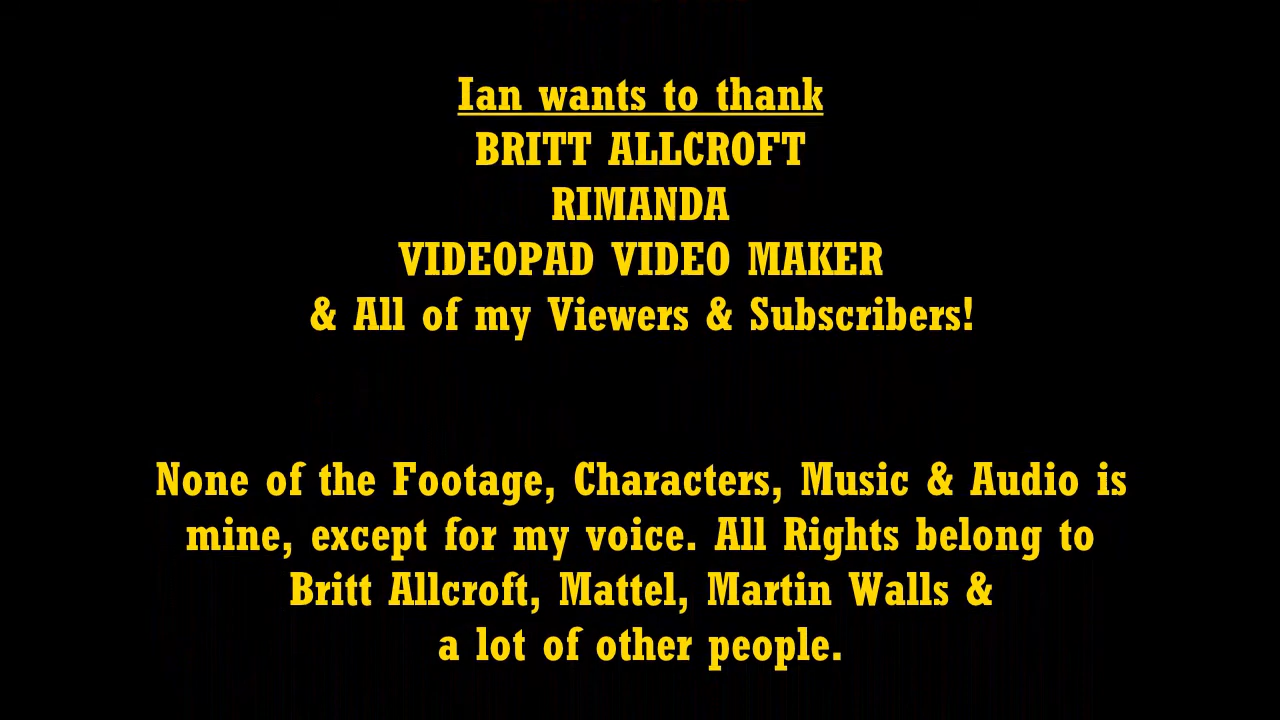 Ian wants to thank
BRITT ALLCROFT
RIMANDA
VIDEOPAD VIDEO MAKER
& All of my Viewers & Subscribers!
None of the Footage, Characters, Music & Audio is
mine, except for my voice. All Rights belong to
Britt Allcroft, Mattel, Martin Walls &
a lot of other people.